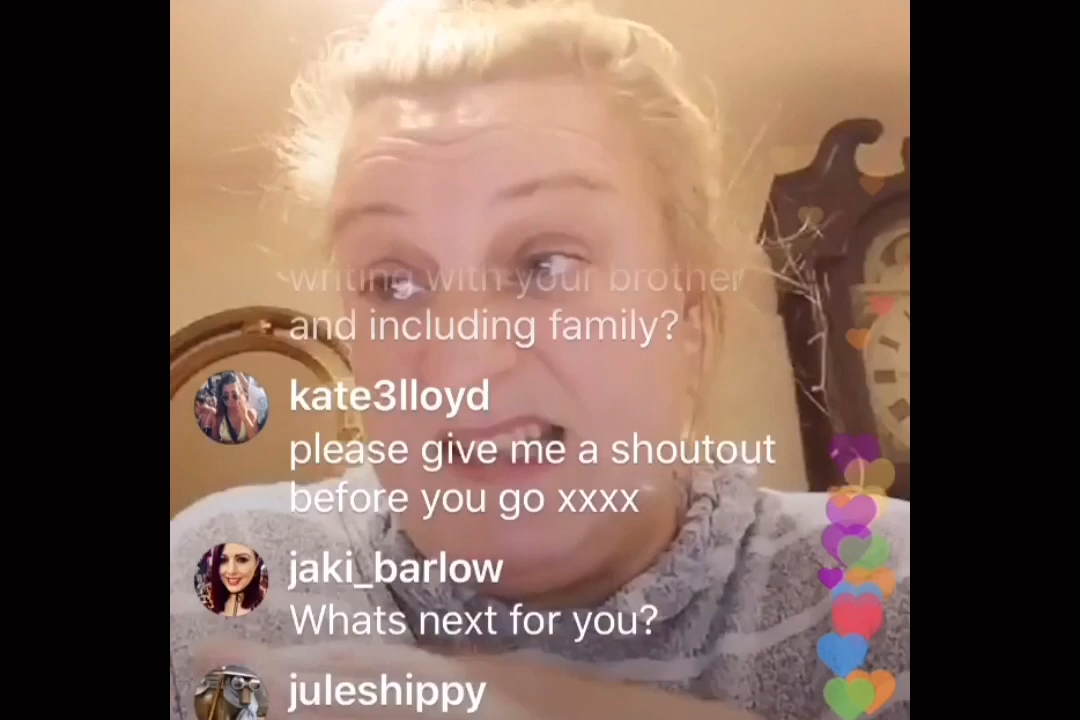 writing with your brother
and including family?
kate3lloyd
please give me a shoutout
before you go xxxx
jaki_barlow
Whats next for you?
juleshippy